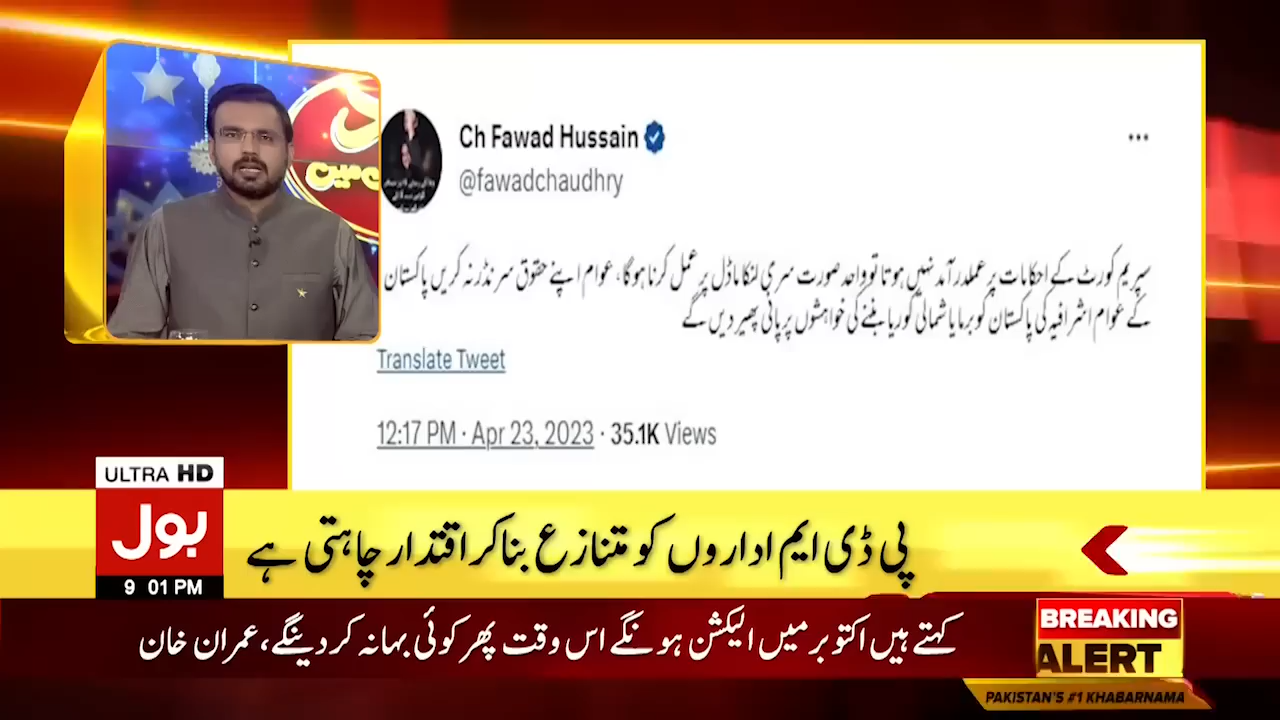 Ch Fawad Hussain
@fawadchaudhry
سپریم کورٹ کے احکامات پر عملدرآمد نہیں ہوتا تو واحد صورت سری لنکا ماڈل پر عمل کرنا ہوگا، عوام اپنے حقوق سرنڈر نہ کریں پاکستان
کے عوام اشرافیہ کی پاکستان کو برما یا شمالی کوریا بننے کی خواہشوں پر پانی پھیر دیں گے
Translate Tweet
12:17 PM · Apr 23, 2023 · 35.1K Views
ULTRA HD
بول
9 01 PM
پی ڈی ایم اداروں کو متنازع بنا کر اقتدار چاہتی ہے
کہتے ہیں اکتوبر میں الیکشن ہونگے اس وقت پھر کوئی بہانہ کر دینگے، عمران خان
BREAKING
ALERT
PAKISTAN'S #1 KHABARNAMA